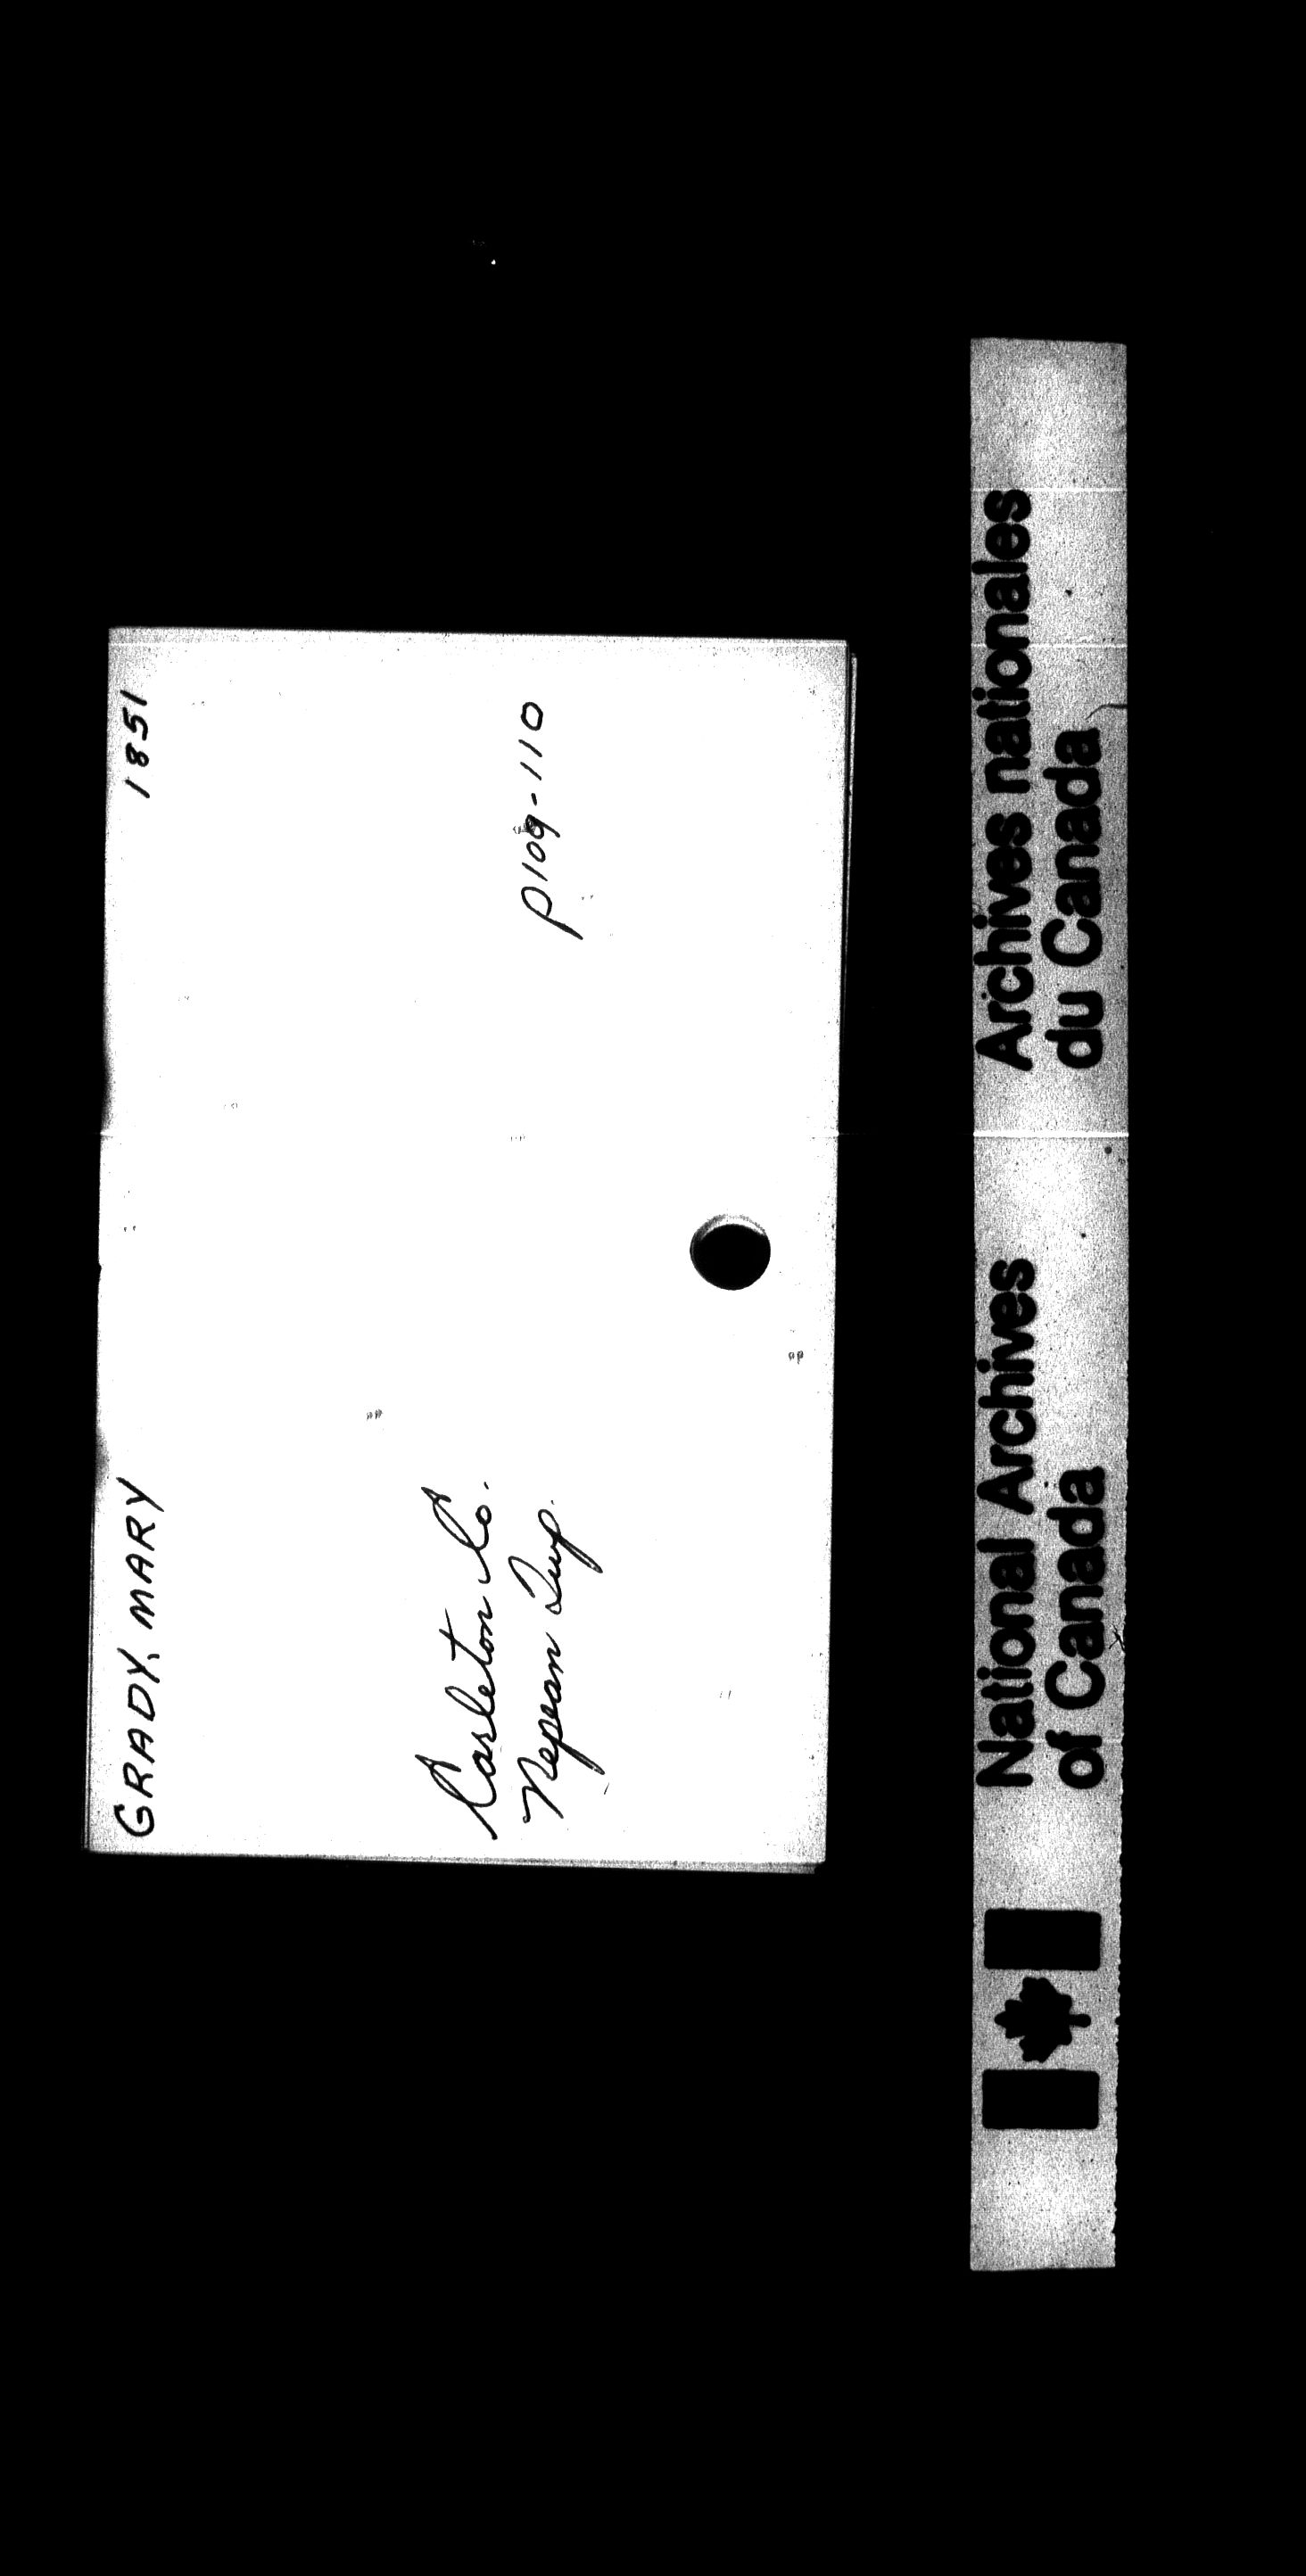 GRADY, MARY 1851
Carleton Co.
Nepean Twp. p109-110
National Archives
of Canada
Archives nationales
du Canada